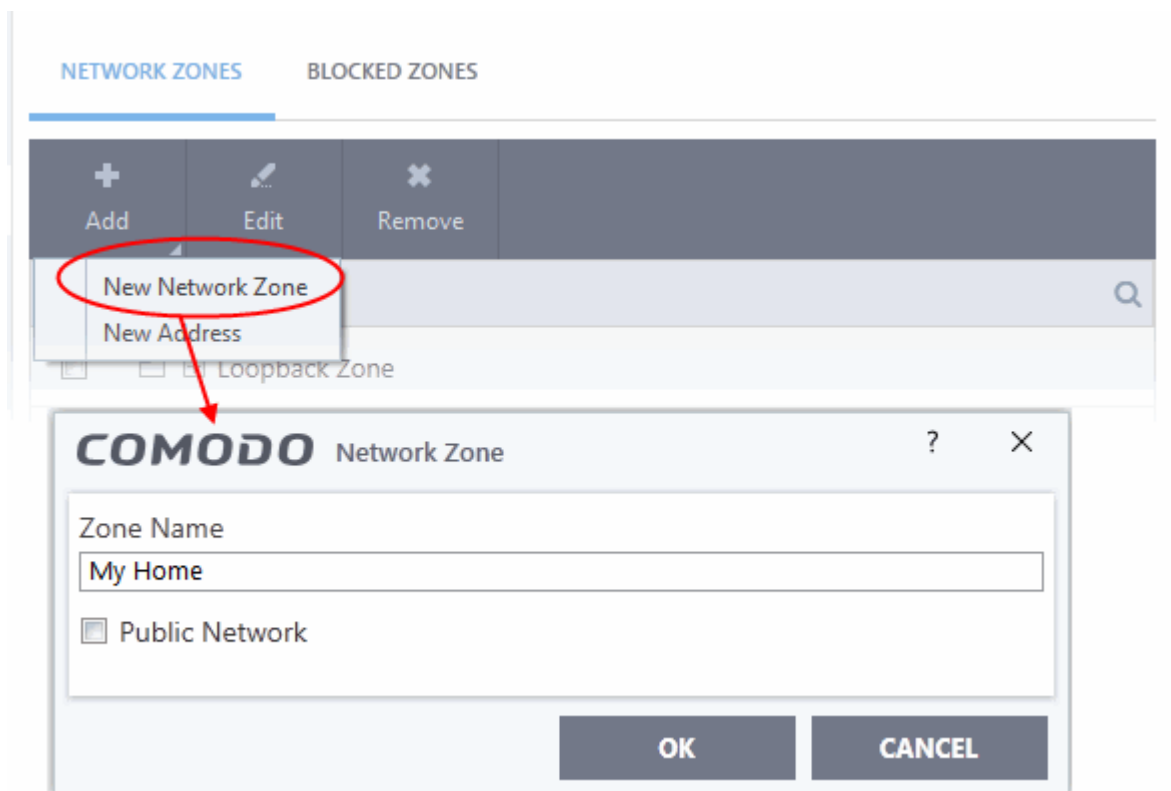 NETWORK ZONES BLOCKED ZONES
Add Edit Remove
New Network Zone
New Address
Loopback Zone
COMODO Network Zone ?
Zone Name
My Home
Public Network
OK CANCEL